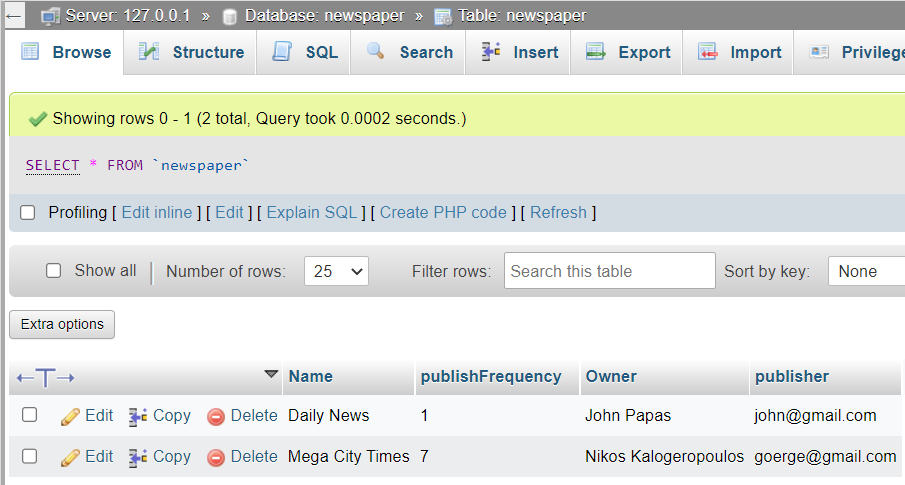 ← Server: 127.0.0.1 » Database: newspaper » Table: newspaper
Browse Structure SQL Search Insert Export Import Privilege
Showing rows 0 - 1 (2 total, Query took 0.0002 seconds.)
SELECT * FROM `newspaper`
Profiling [ Edit inline ] [ Edit ] [ Explain SQL ] [ Create PHP code ] [ Refresh ]
Show all | Number of rows: 25 Filter rows: Search this table Sort by key: None
Extra options
←T→ Name publishFrequency Owner publisher
Edit Copy Delete Daily News 1 John Papas john@gmail.com
Edit Copy Delete Mega City Times 7 Nikos Kalogeropoulos goerge@gmail.com